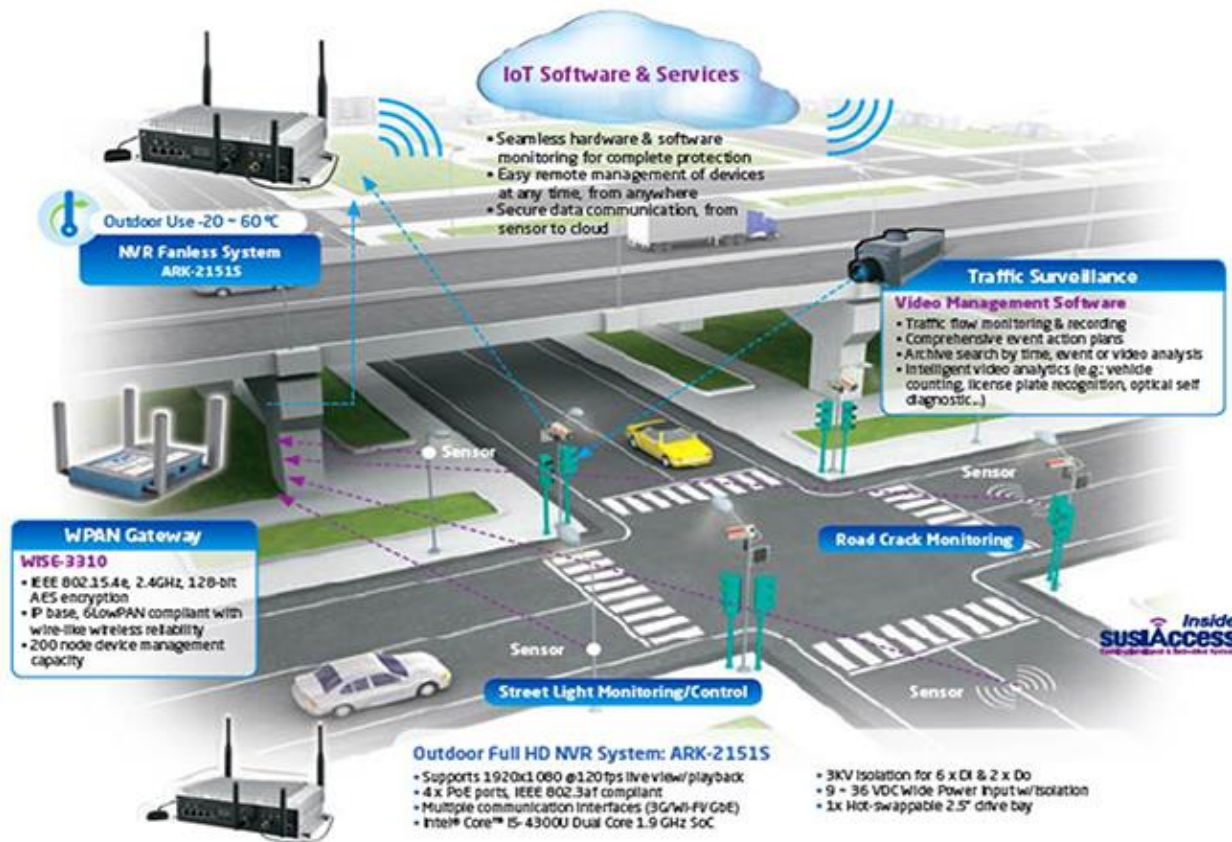 IoT Software & Services
• Seamless hardware & software
monitoring for complete protection
• Easy remote management of devices
at any time, from anywhere
• Secure data communication, from
sensor to cloud
Outdoor Use -20 ~ 60 °C
NVR Fanless System
ARK-2151S
Traffic Surveillance
Video Management Software
• Traffic flow monitoring & recording
• Comprehensive event action plans
• Archive search by time, event or video analysis
• Intelligent video analytics (e.g.: vehicle
counting, license plate recognition, optical self
diagnostic...)
Sensor
Sensor
WPAN Gateway
WISE-3310
• IEEE 802.15.4e, 2.4GHz, 128-bit
AES encryption
• IP base, 6LowPAN compliant with
wire-like wireless reliability
• 200 node device management
capacity
Road Crack Monitoring
Inside
SUSIAccess
Sensor
Street Light Monitoring/Control
Sensor
Outdoor Full HD NVR System: ARK-2151S
• Supports 1920x1080 @120fps live view/playback
• 4 x PoE ports, IEEE 802.3af compliant
• Multiple communication interfaces (3G/Wi-Fi/GbE)
• Intel® Core™ i5-4300U Dual Core 1.9 GHz SoC
• 3KV Isolation for 6 x DI & 2 x Do
• 9 ~ 36 VDC Wide Power Input w/Isolation
• 1x Hot-swappable 2.5" drive bay